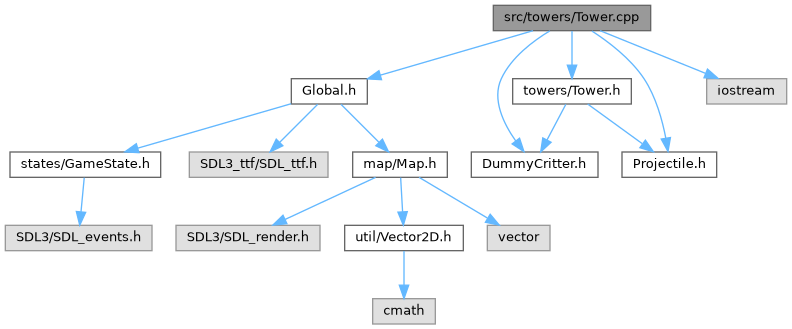 src/towers/Tower.cpp
Global.h
towers/Tower.h
iostream
states/GameState.h
SDL3_ttf/SDL_ttf.h
map/Map.h
DummyCritter.h
Projectile.h
SDL3/SDL_events.h
SDL3/SDL_render.h
util/Vector2D.h
vector
cmath